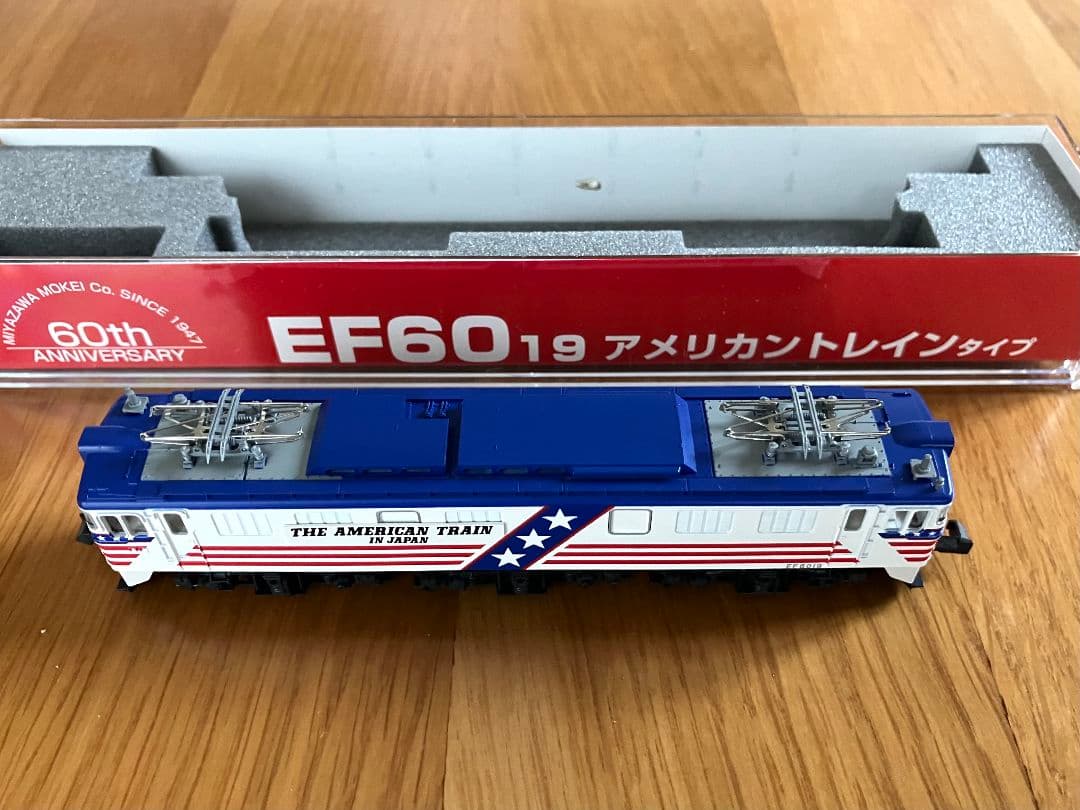 MIYAZAWA MOKEI Co. SINCE 1947
60th
ANNIVERSARY
EF60 19 アメリカントレインタイプ
THE AMERICAN TRAIN
IN JAPAN
EF6019